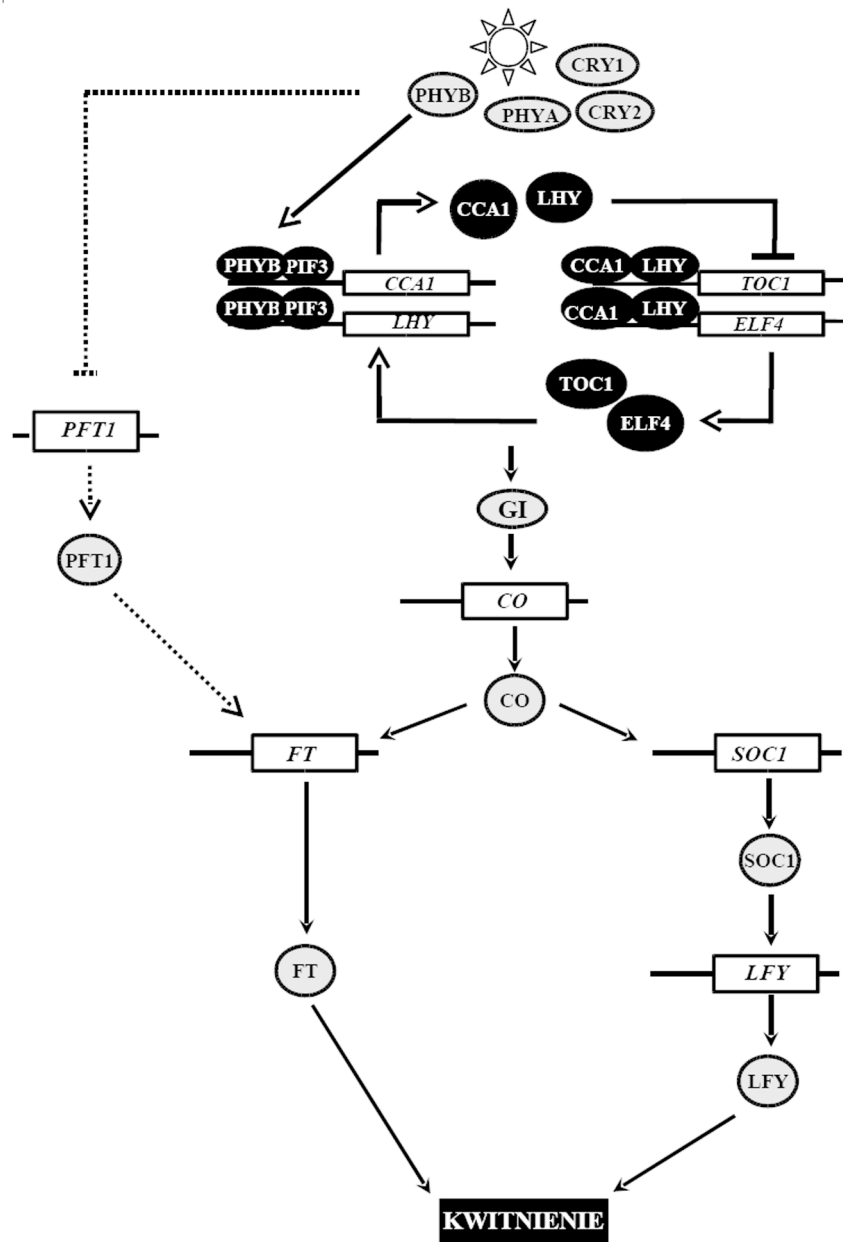 CRY1
PHYB
PHYA
CRY2
CCA1
LHY
PHYB
PIF3
CCA1
CCA1
LHY
TOC1
PHYB
PIF3
LHY
CCA1
LHY
ELF4
TOC1
ELF4
PFT1
GI
PFT1
CO
CO
FT
SOC1
SOC1
FT
LFY
LFY
KWITNIENIE